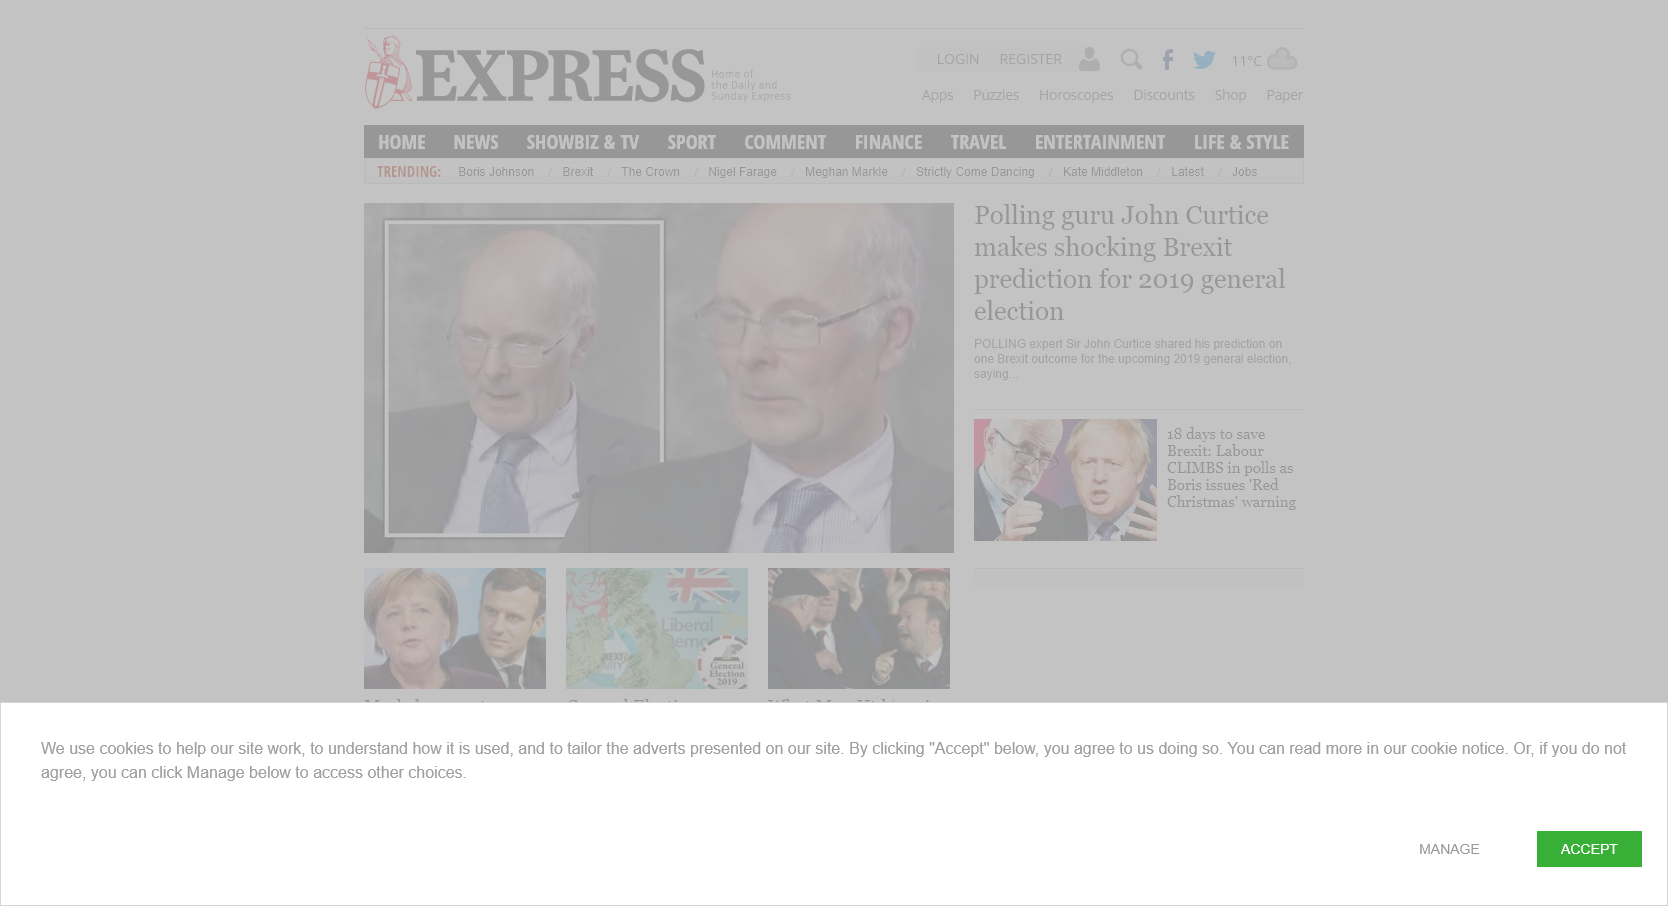 EXPRESS
Home of
the Daily and
Sunday Express
LOGIN REGISTER 11°C
Apps Puzzles Horoscopes Discounts Shop Paper
HOME NEWS SHOWBIZ & TV SPORT COMMENT FINANCE TRAVEL ENTERTAINMENT LIFE & STYLE
TRENDING: Boris Johnson / Brexit / The Crown / Nigel Farage / Meghan Markle / Strictly Come Dancing / Kate Middleton / Latest / Jobs
Polling guru John Curtice
makes shocking Brexit
prediction for 2019 general
election
POLLING expert Sir John Curtice shared his prediction on
one Brexit outcome for the upcoming 2019 general election,
saying...
18 days to save
Brexit: Labour
CLIMBS in polls as
Boris issues 'Red
Christmas' warning
Liberal
General
Election
2019
We use cookies to help our site work, to understand how it is used, and to tailor the adverts presented on our site. By clicking "Accept" below, you agree to us doing so. You can read more in our cookie notice. Or, if you do not
agree, you can click Manage below to access other choices.
MANAGE ACCEPT